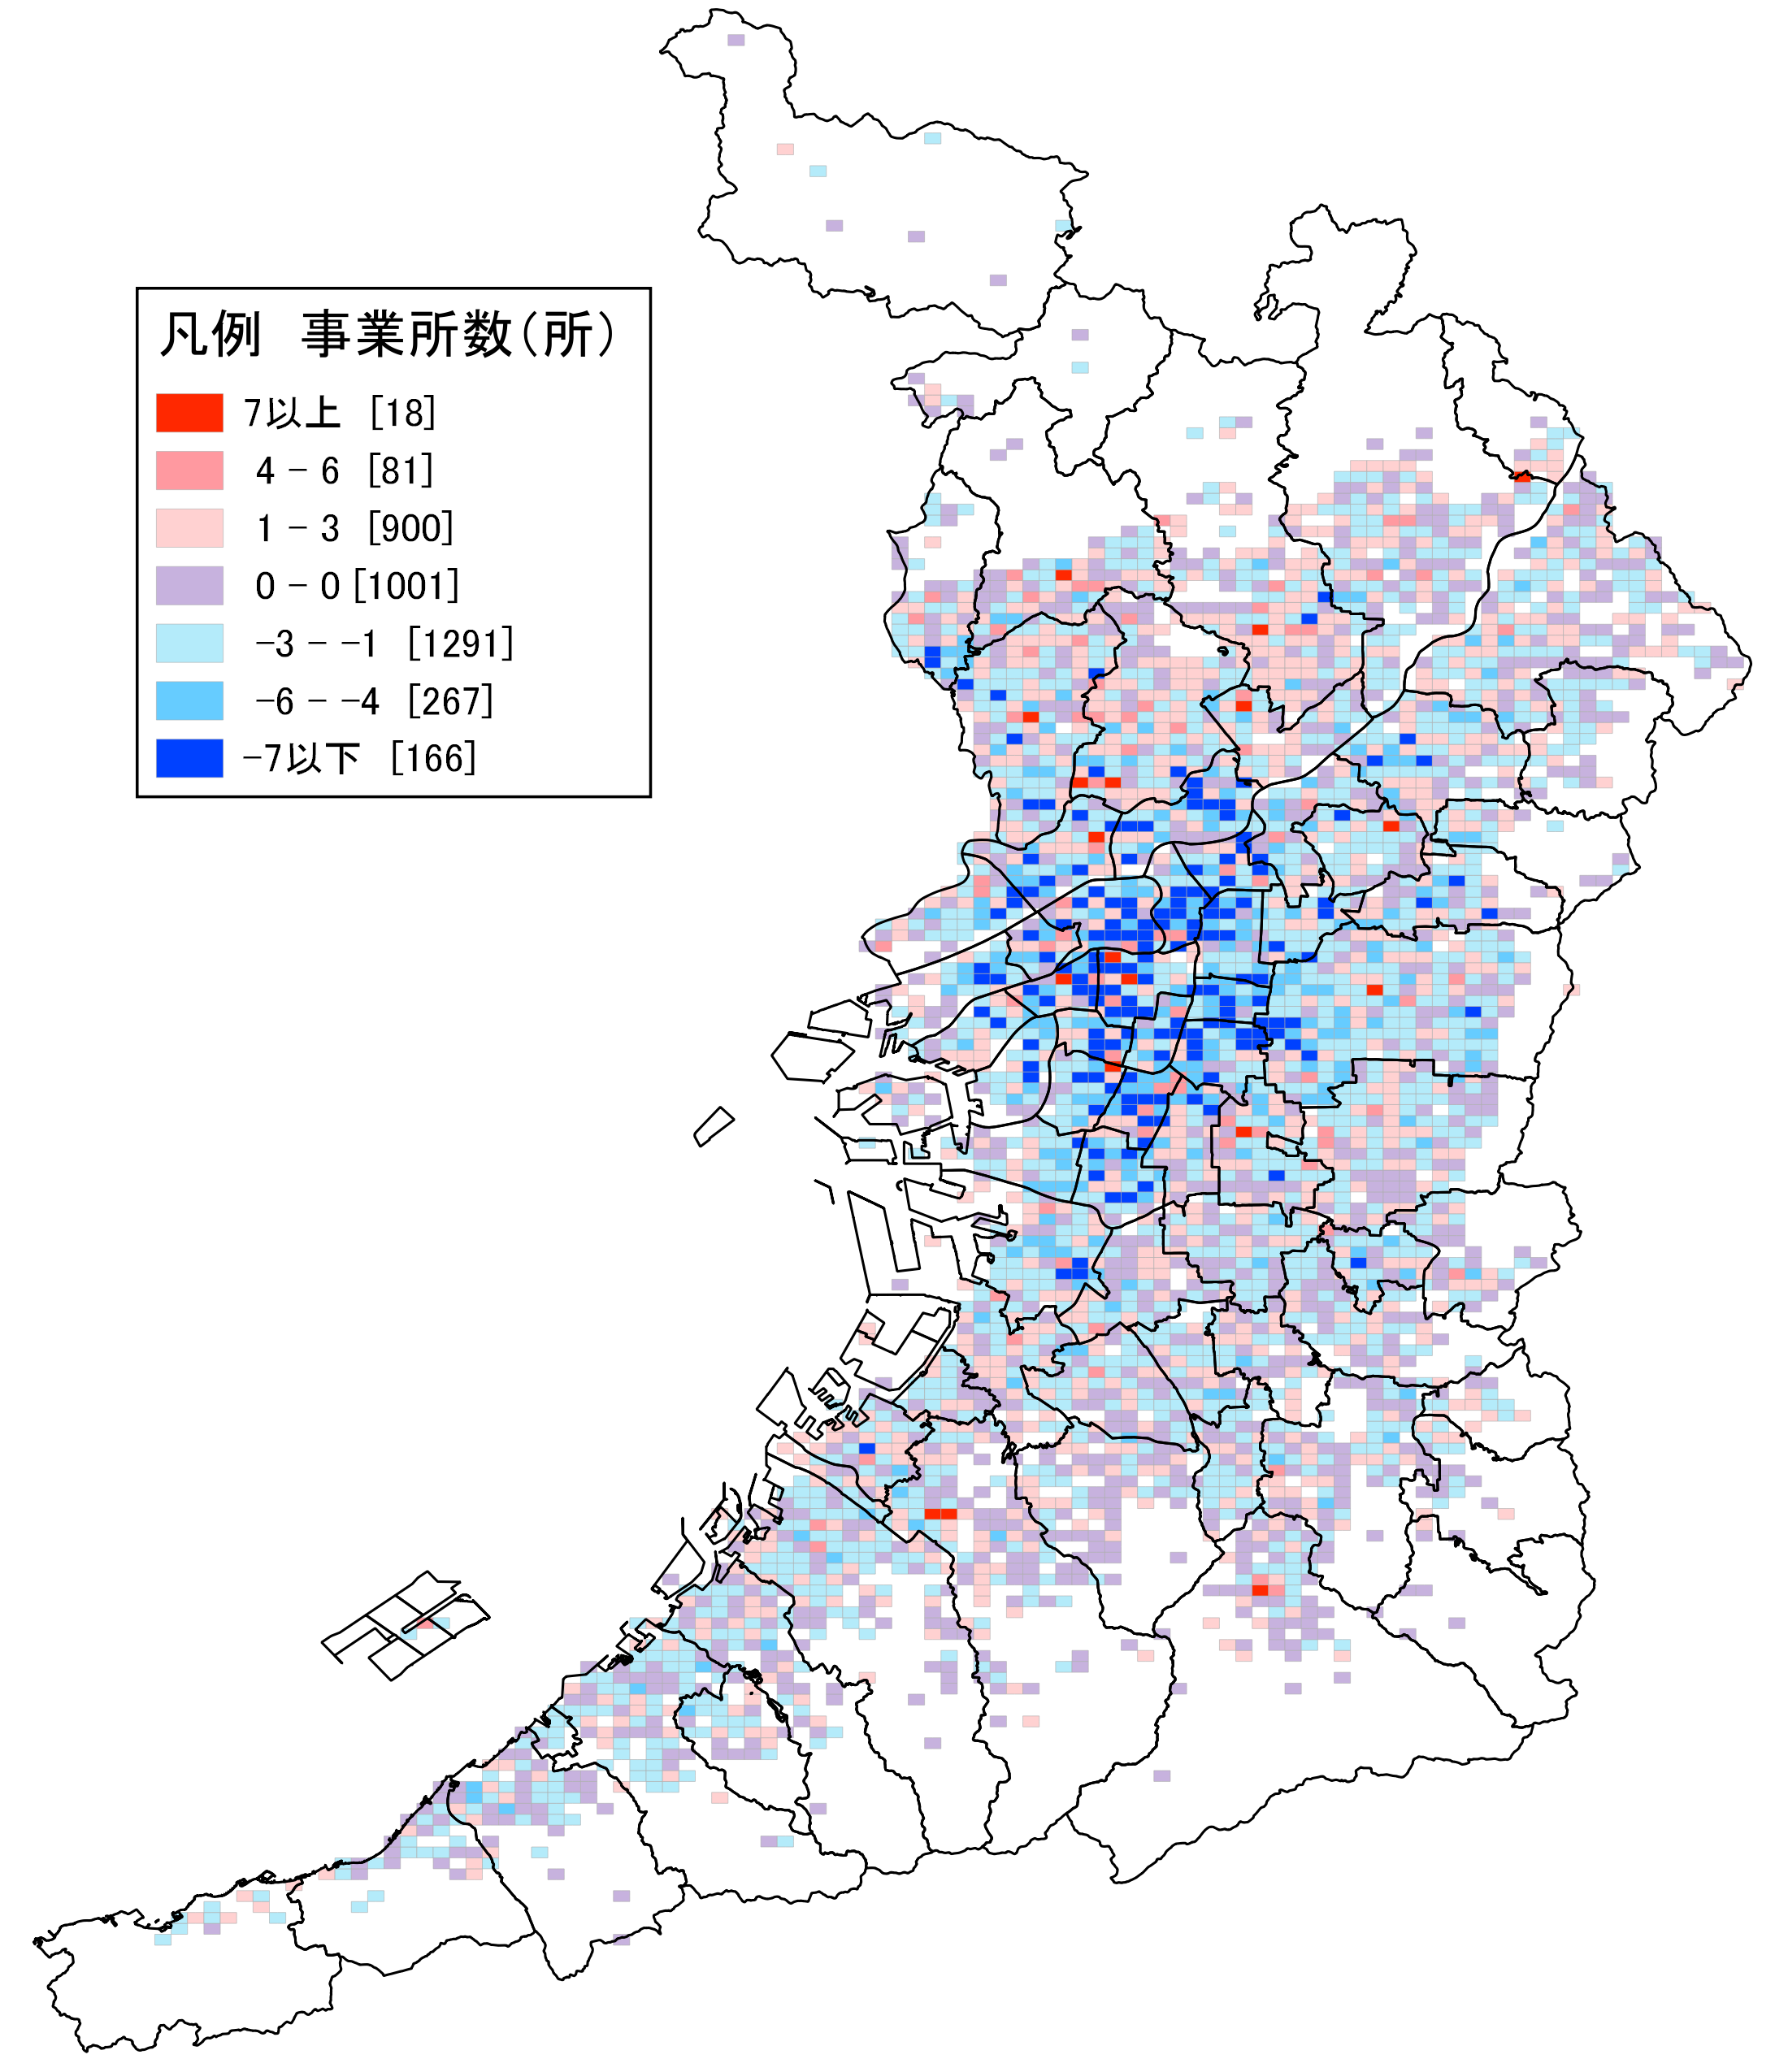 凡例　事業所数（所）
7以上 [18]
4 － 6 [81]
1 － 3 [900]
0 － 0 [1001]
－3 － －1 [1291]
－6 － －4 [267]
－7以下 [166]